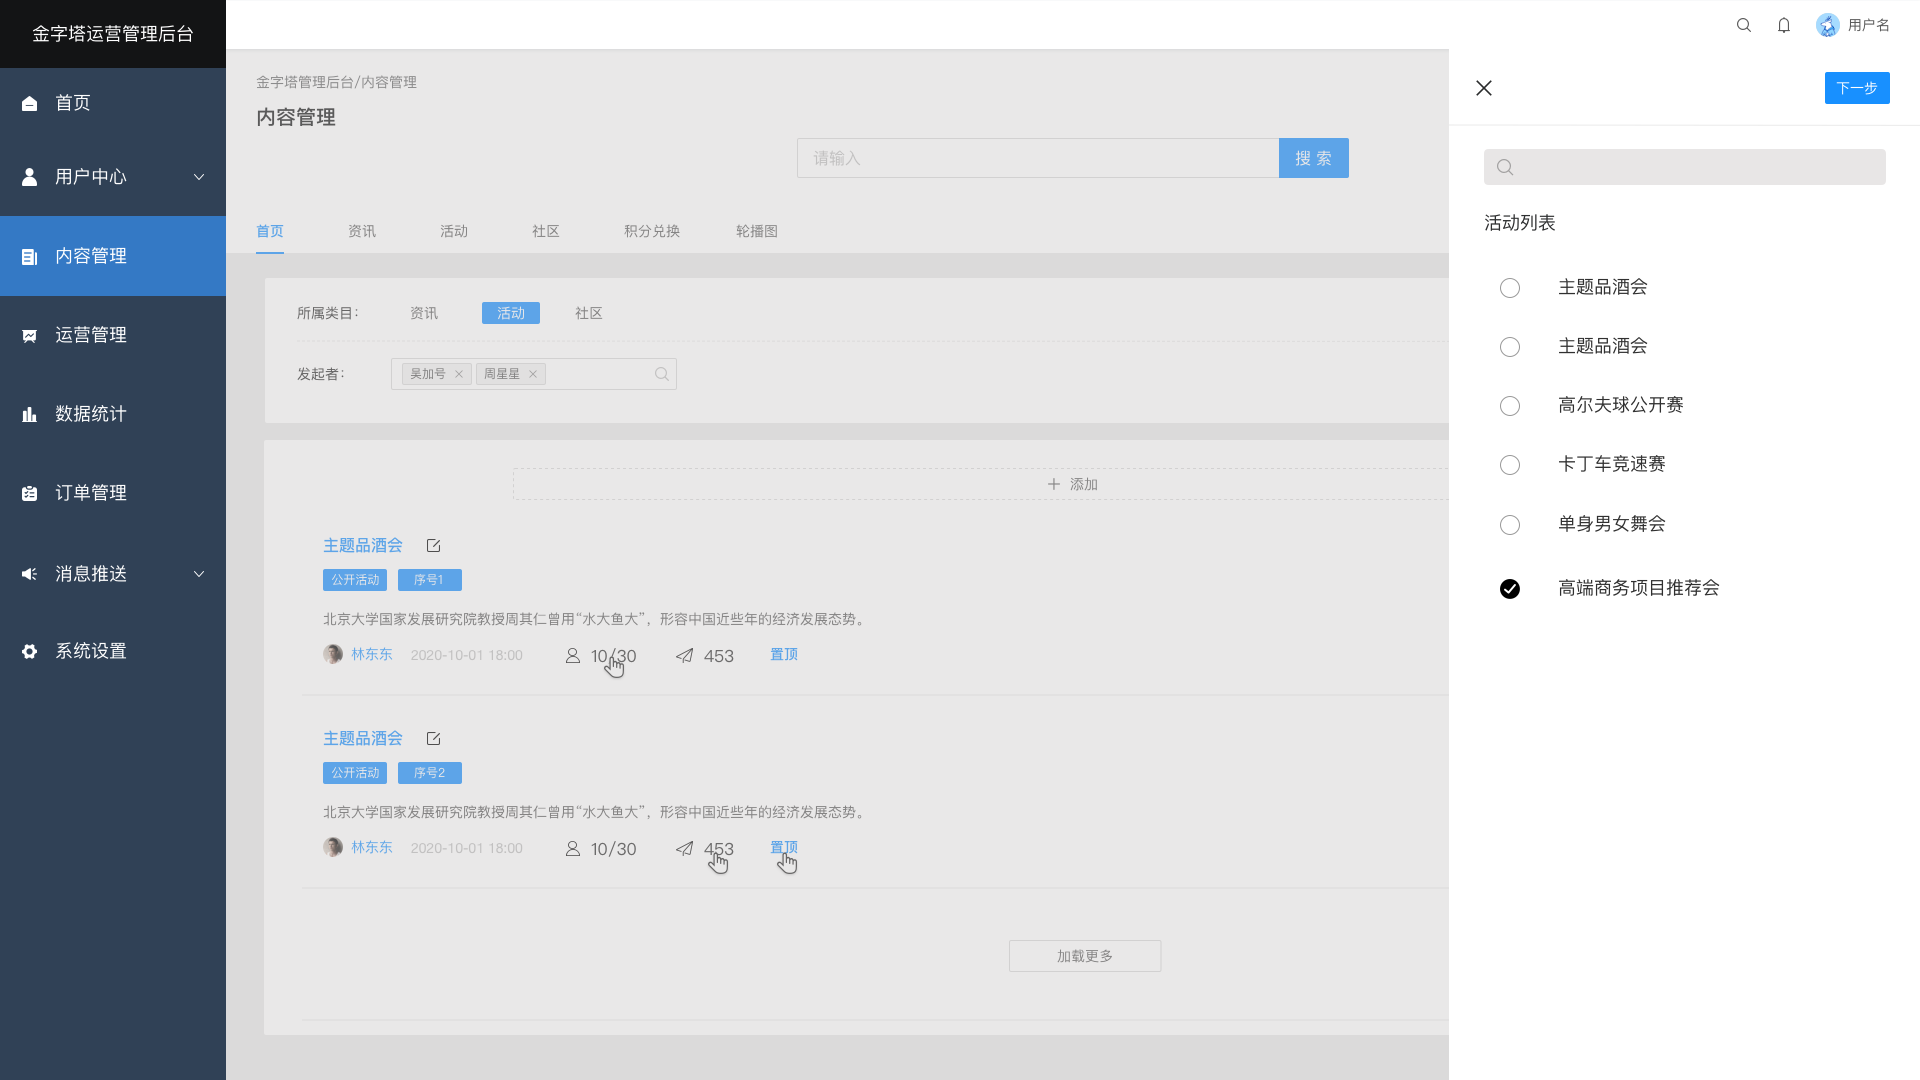 金字塔运营管理后台
用户名
首页
用户中心
内容管理
运营管理
数据统计
订单管理
消息推送
系统设置
金字塔管理后台/内容管理
内容管理
请输入
搜 索
首页 资讯 活动 社区 积分兑换 轮播图
所属类目: 资讯 活动 社区
发起者: 吴加号 周星星
添加
主题品酒会
公开活动 序号1
北京大学国家发展研究院教授周其仁曾用“水大鱼大”，形容中国近些年的经济发展态势。
林东东 2020-10-01 18:00 10/30 453 置顶
主题品酒会
公开活动 序号2
北京大学国家发展研究院教授周其仁曾用“水大鱼大”，形容中国近些年的经济发展态势。
林东东 2020-10-01 18:00 10/30 453 置顶
加载更多
下一步
活动列表
主题品酒会
主题品酒会
高尔夫球公开赛
卡丁车竞速赛
单身男女舞会
高端商务项目推荐会